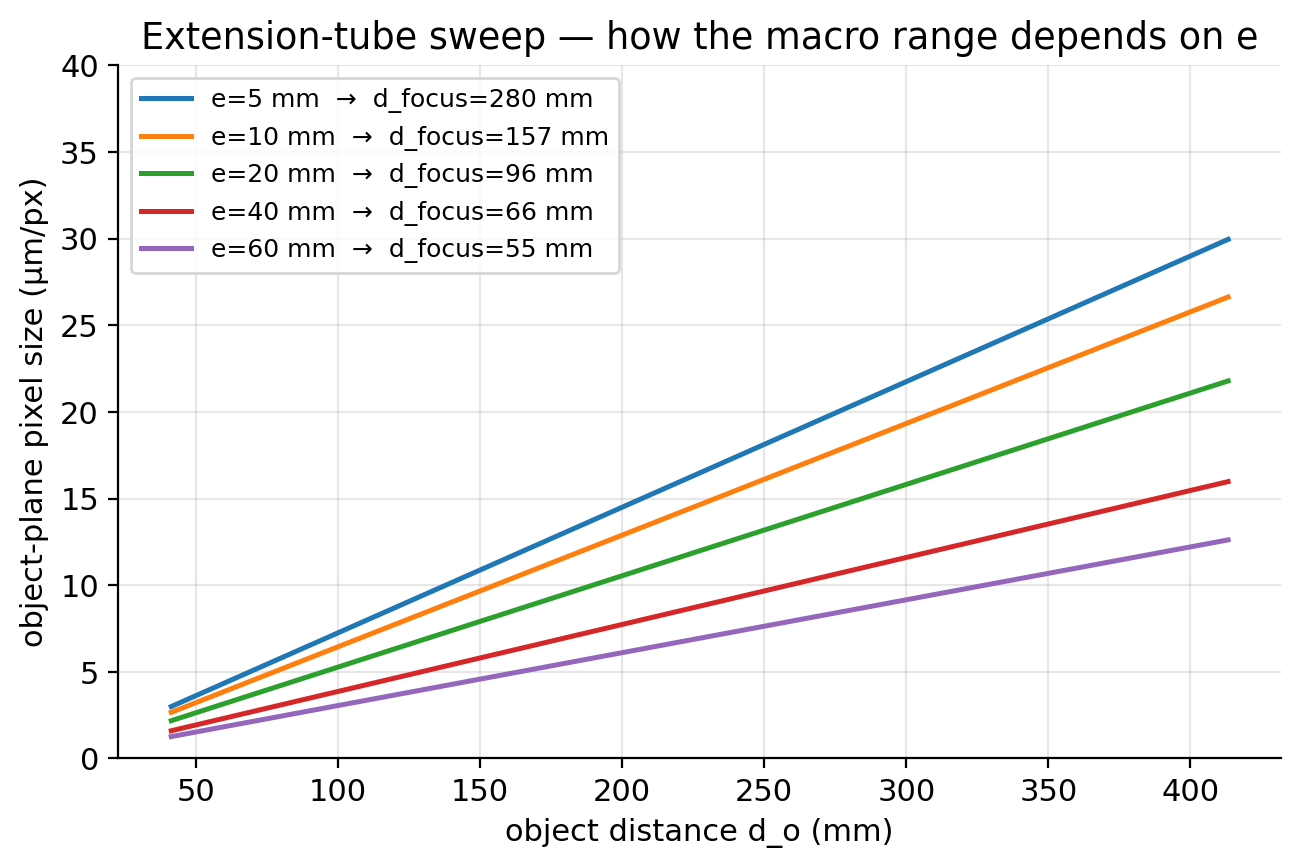 Extension-tube sweep — how the macro range depends on e
object-plane pixel size (µm/px)
40
35
30
25
20
15
10
5
0
e=5 mm → d_focus=280 mm
e=10 mm → d_focus=157 mm
e=20 mm → d_focus=96 mm
e=40 mm → d_focus=66 mm
e=60 mm → d_focus=55 mm
50 100 150 200 250 300 350 400
object distance d_o (mm)